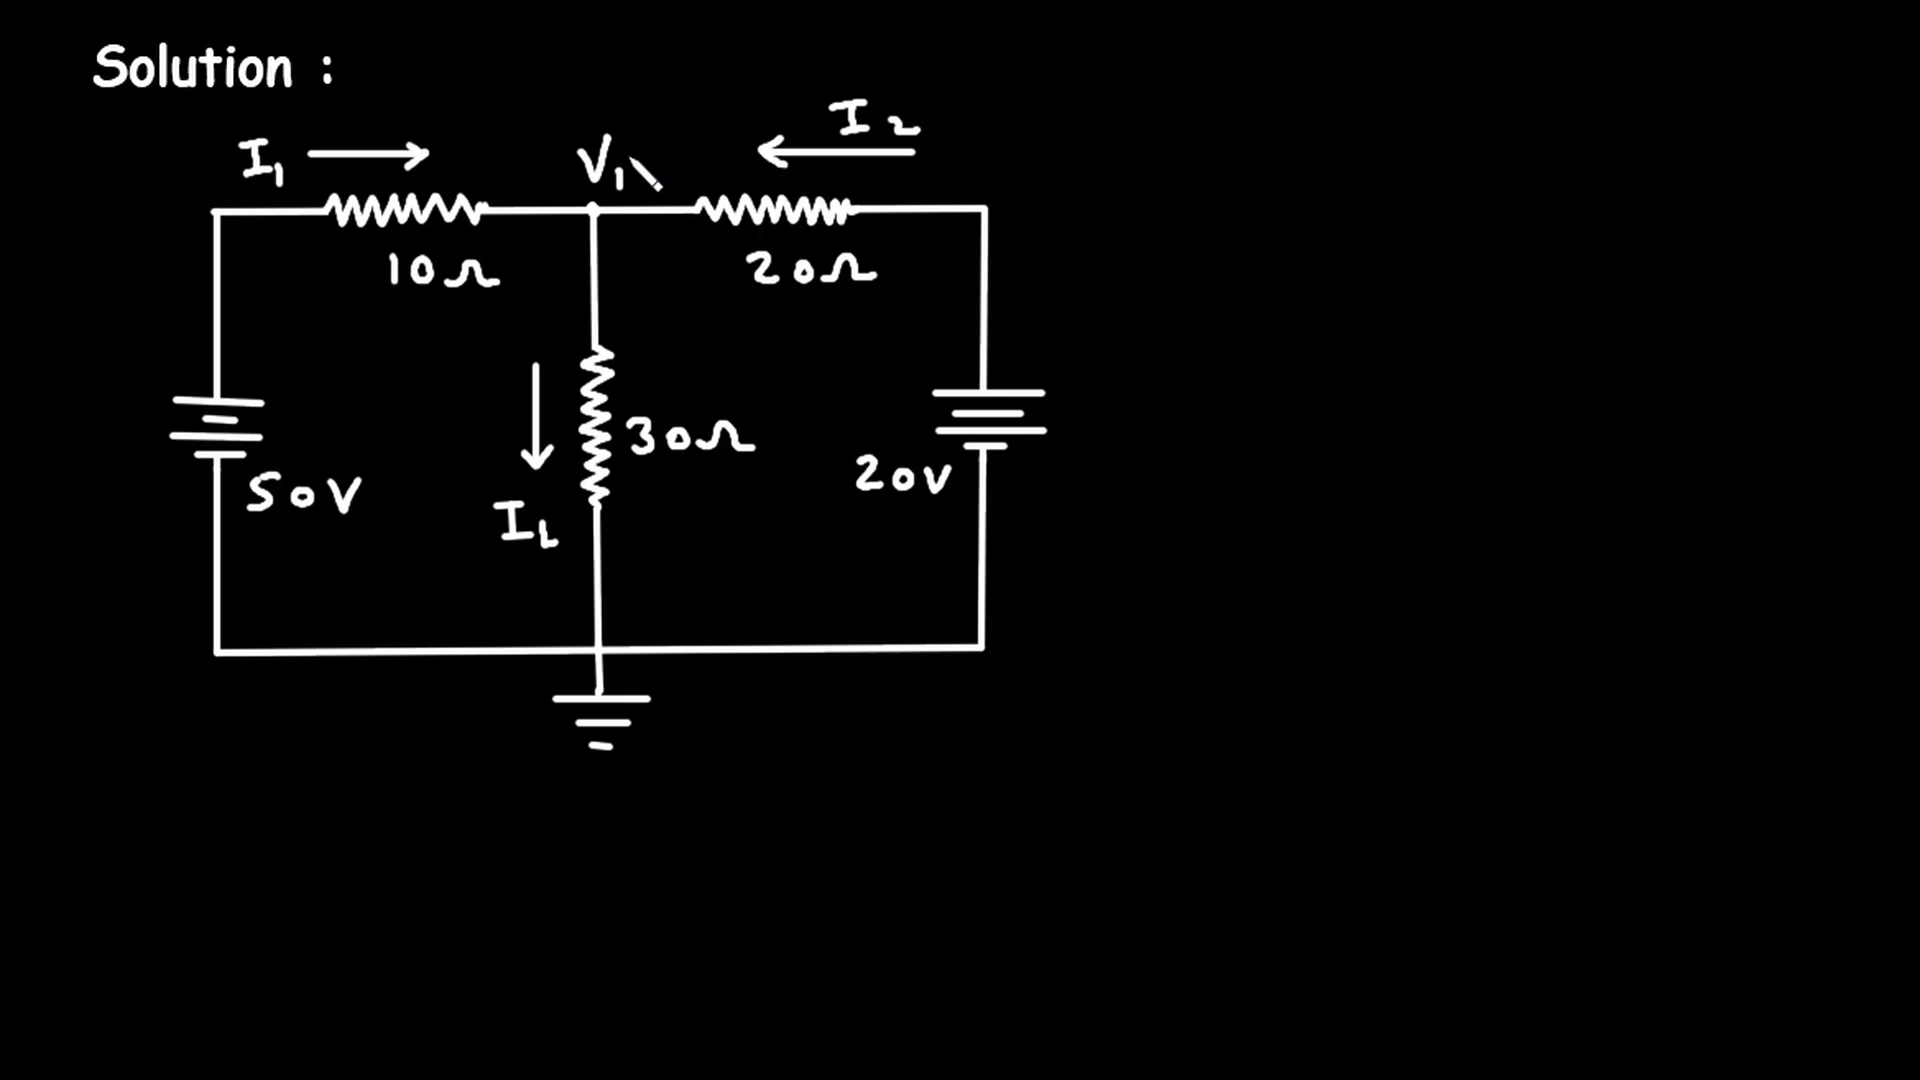 Solution :
I₁
V₁
I₂
10Ω
20Ω
30Ω
50V
20V
I_L